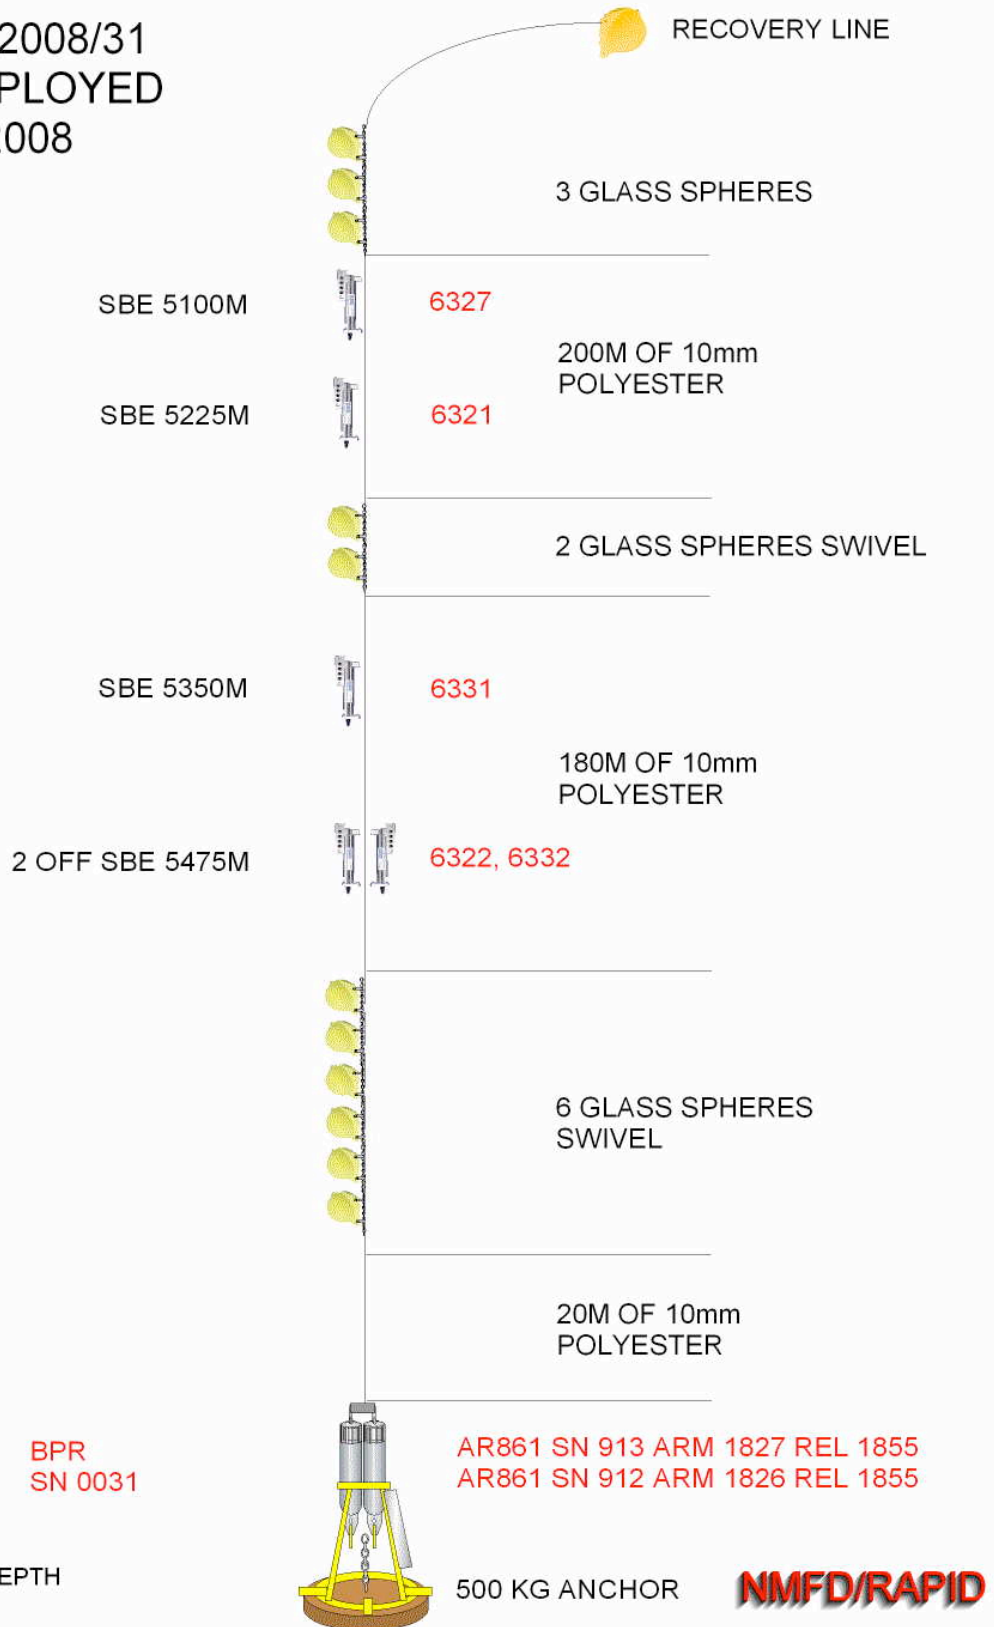 2008/31
PLOYED
2008
RECOVERY LINE
3 GLASS SPHERES
SBE 5100M
6327
200M OF 10mm
POLYESTER
SBE 5225M
6321
2 GLASS SPHERES SWIVEL
SBE 5350M
6331
180M OF 10mm
POLYESTER
2 OFF SBE 5475M
6322, 6332
6 GLASS SPHERES
SWIVEL
20M OF 10mm
POLYESTER
BPR
SN 0031
AR861 SN 913 ARM 1827 REL 1855
AR861 SN 912 ARM 1826 REL 1855
EPTH
500 KG ANCHOR
NMFD/RAPID